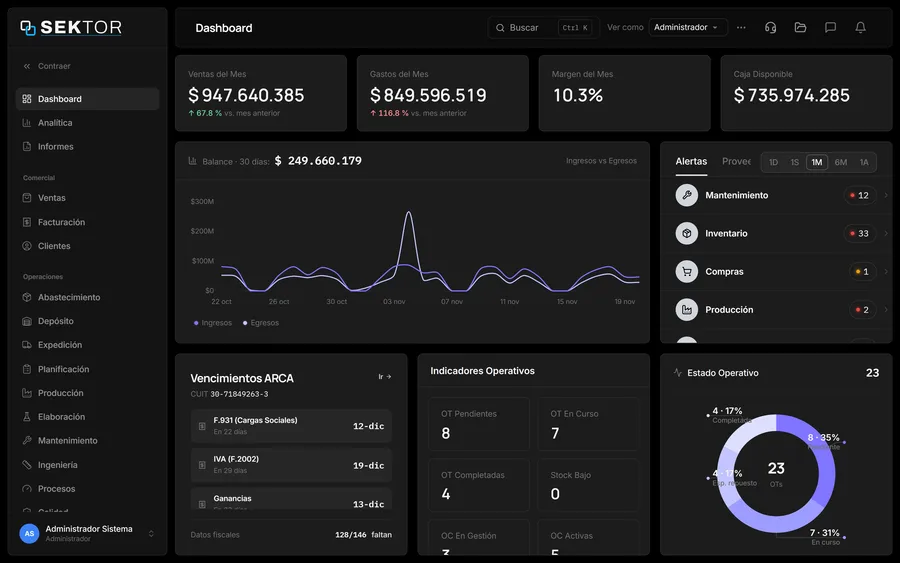 SEKTOR
Contraer
Dashboard
Analítica
Informes
Comercial
Ventas
Facturación
Clientes
Operaciones
Abastecimiento
Depósito
Expedición
Planificación
Producción
Elaboración
Mantenimiento
Ingeniería
Procesos
Calidad
AS
Administrador Sistema
Administrador
Dashboard
Buscar
Ctrl K
Ver como
Administrador
Ventas del Mes
$ 947.640.385
↑ 67.8 % vs. mes anterior
Gastos del Mes
$ 849.596.519
↑ 116.8 % vs. mes anterior
Margen del Mes
10.3%
Caja Disponible
$ 735.974.285
Balance · 30 días: $ 249.660.179
Ingresos vs Egresos
$300M
$200M
$100M
$0
22 oct 26 oct 30 oct 03 nov 07 nov 11 nov 15 nov 19 nov
Ingresos Egresos
Alertas Provee 1D 1S 1M 6M 1A
Mantenimiento 12
Inventario 33
Compras 1
Producción 2
Vencimientos ARCA
Ir →
CUIT 30-71849263-3
F.931 (Cargas Sociales)
En 22 días
12-dic
IVA (F.2002)
En 29 días
19-dic
Ganancias
13-dic
Datos fiscales 128/146 faltan
Indicadores Operativos
OT Pendientes
8
OT En Curso
7
OT Completadas
4
Stock Bajo
0
OC En Gestión
3
OC Activas
5
Estado Operativo 23
4 · 17%
Completada
8 · 35%
4 · 17%
Esp. repuesto
23
OTs
7 · 31%
En curso